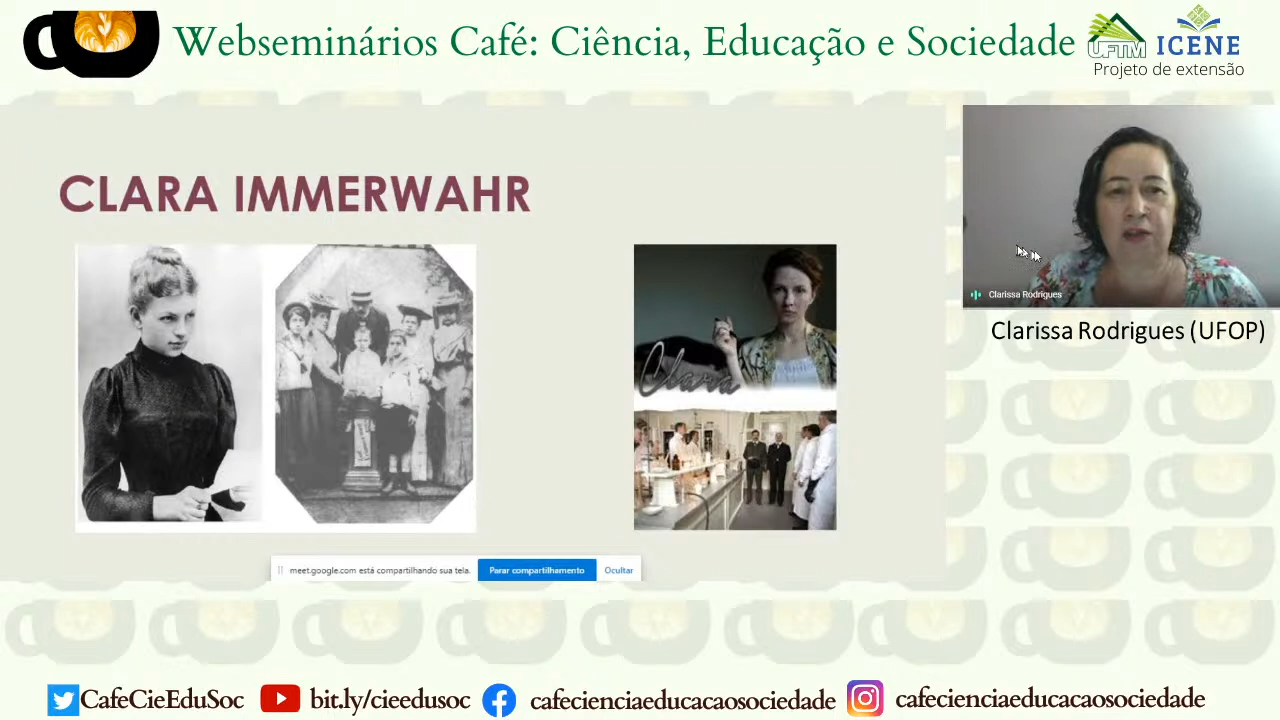 Webseminários Café: Ciência, Educação e Sociedade
UFTM ICENE
Projeto de extensão
CLARA IMMERWAHR
Clara
Clarissa Rodrigues
Clarissa Rodrigues (UFOP)
meet.google.com está compartilhando sua tela. Parar compartilhamento Ocultar
CafeCieEduSoc bit.ly/cieedusoc cafecienciaeducacaosociedade cafecienciaeducacaosociedade